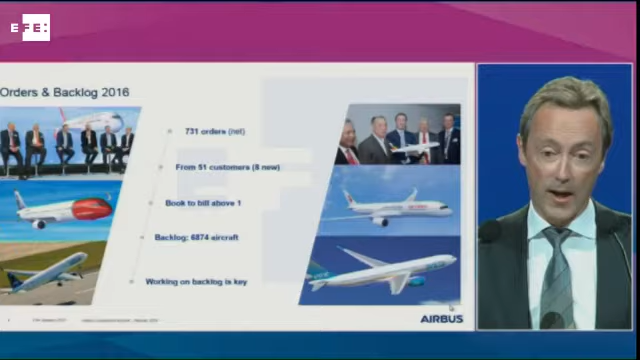 EFE:
Orders & Backlog 2016
731 orders (net)
From 51 customers (8 new)
Book to bill above 1
Backlog: 6874 aircraft
Working on backlog is key
AIRBUS